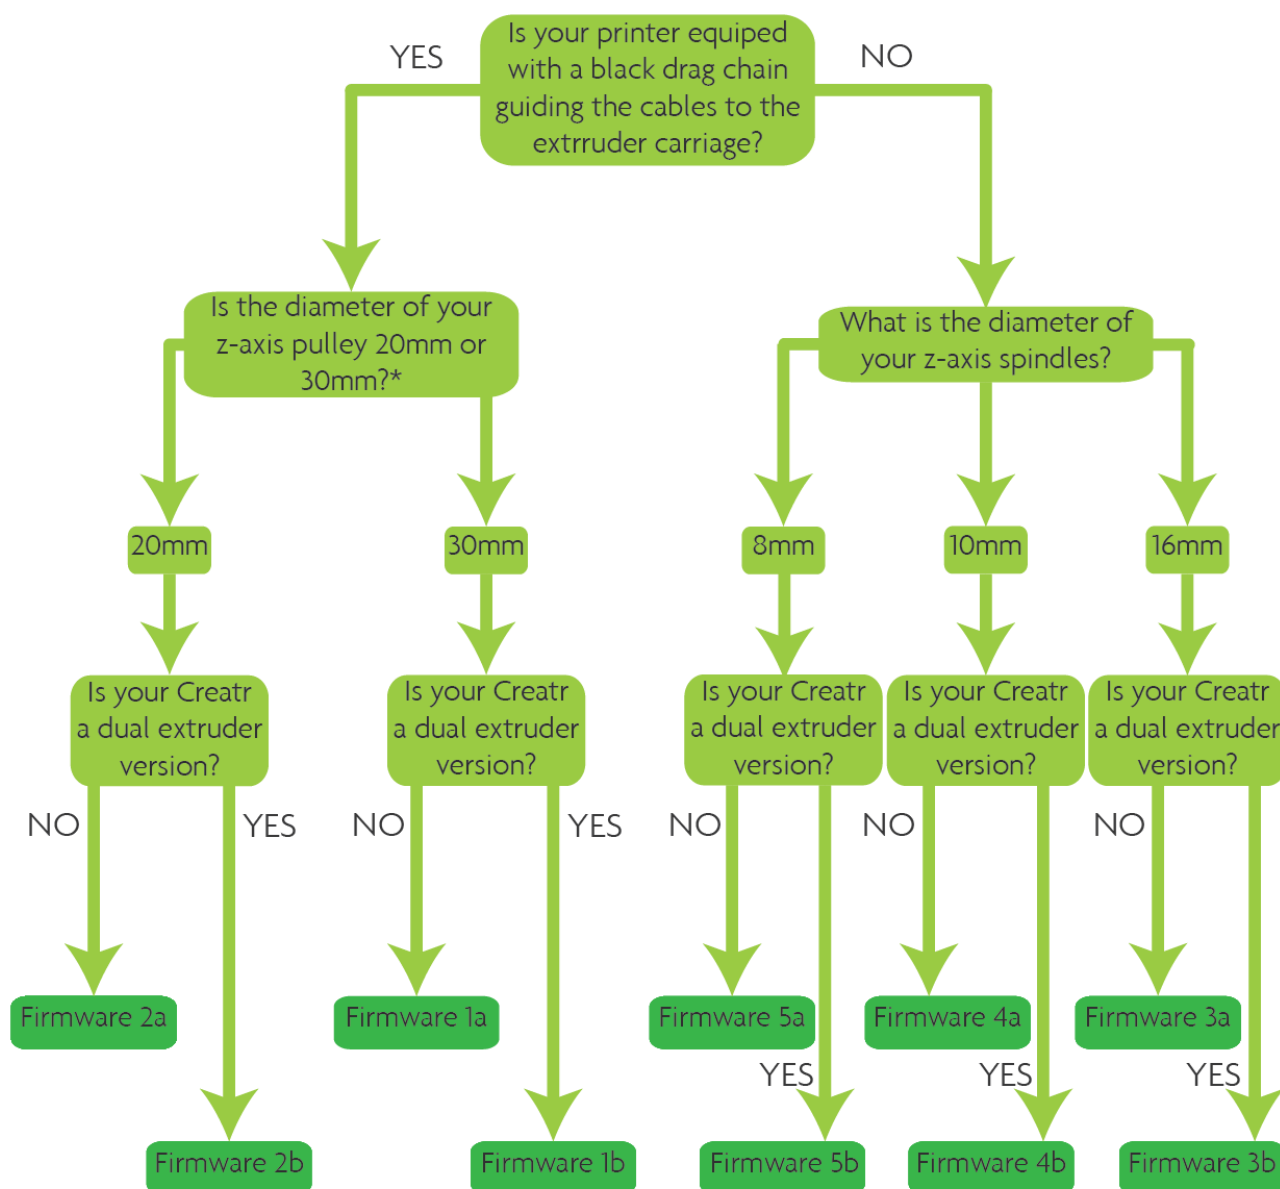 Is your printer equiped
with a black drag chain
guiding the cables to the
extrruder carriage?
YES
NO
Is the diameter of your
z-axis pulley 20mm or
30mm?*
What is the diameter of
your z-axis spindles?
20mm
30mm
8mm
10mm
16mm
Is your Creatr
a dual extruder
version?
Is your Creatr
a dual extruder
version?
Is your Creatr
a dual extruder
version?
Is your Creatr
a dual extruder
version?
Is your Creatr
a dual extruder
version?
NO
YES
NO
YES
NO
NO
NO
Firmware 2a
Firmware 1a
Firmware 5a
Firmware 4a
Firmware 3a
YES
YES
YES
Firmware 2b
Firmware 1b
Firmware 5b
Firmware 4b
Firmware 3b